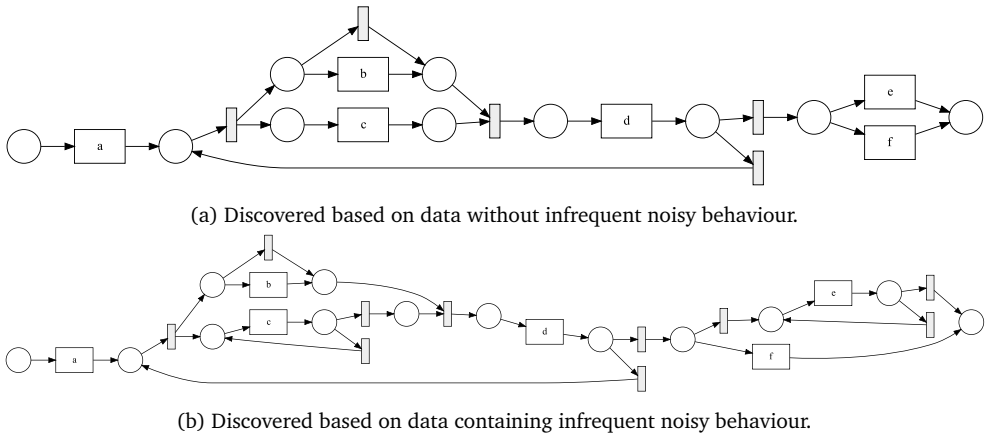 b
e
c
d
a
f
(a) Discovered based on data without infrequent noisy behaviour.
b
e
c
d
a
f
(b) Discovered based on data containing infrequent noisy behaviour.